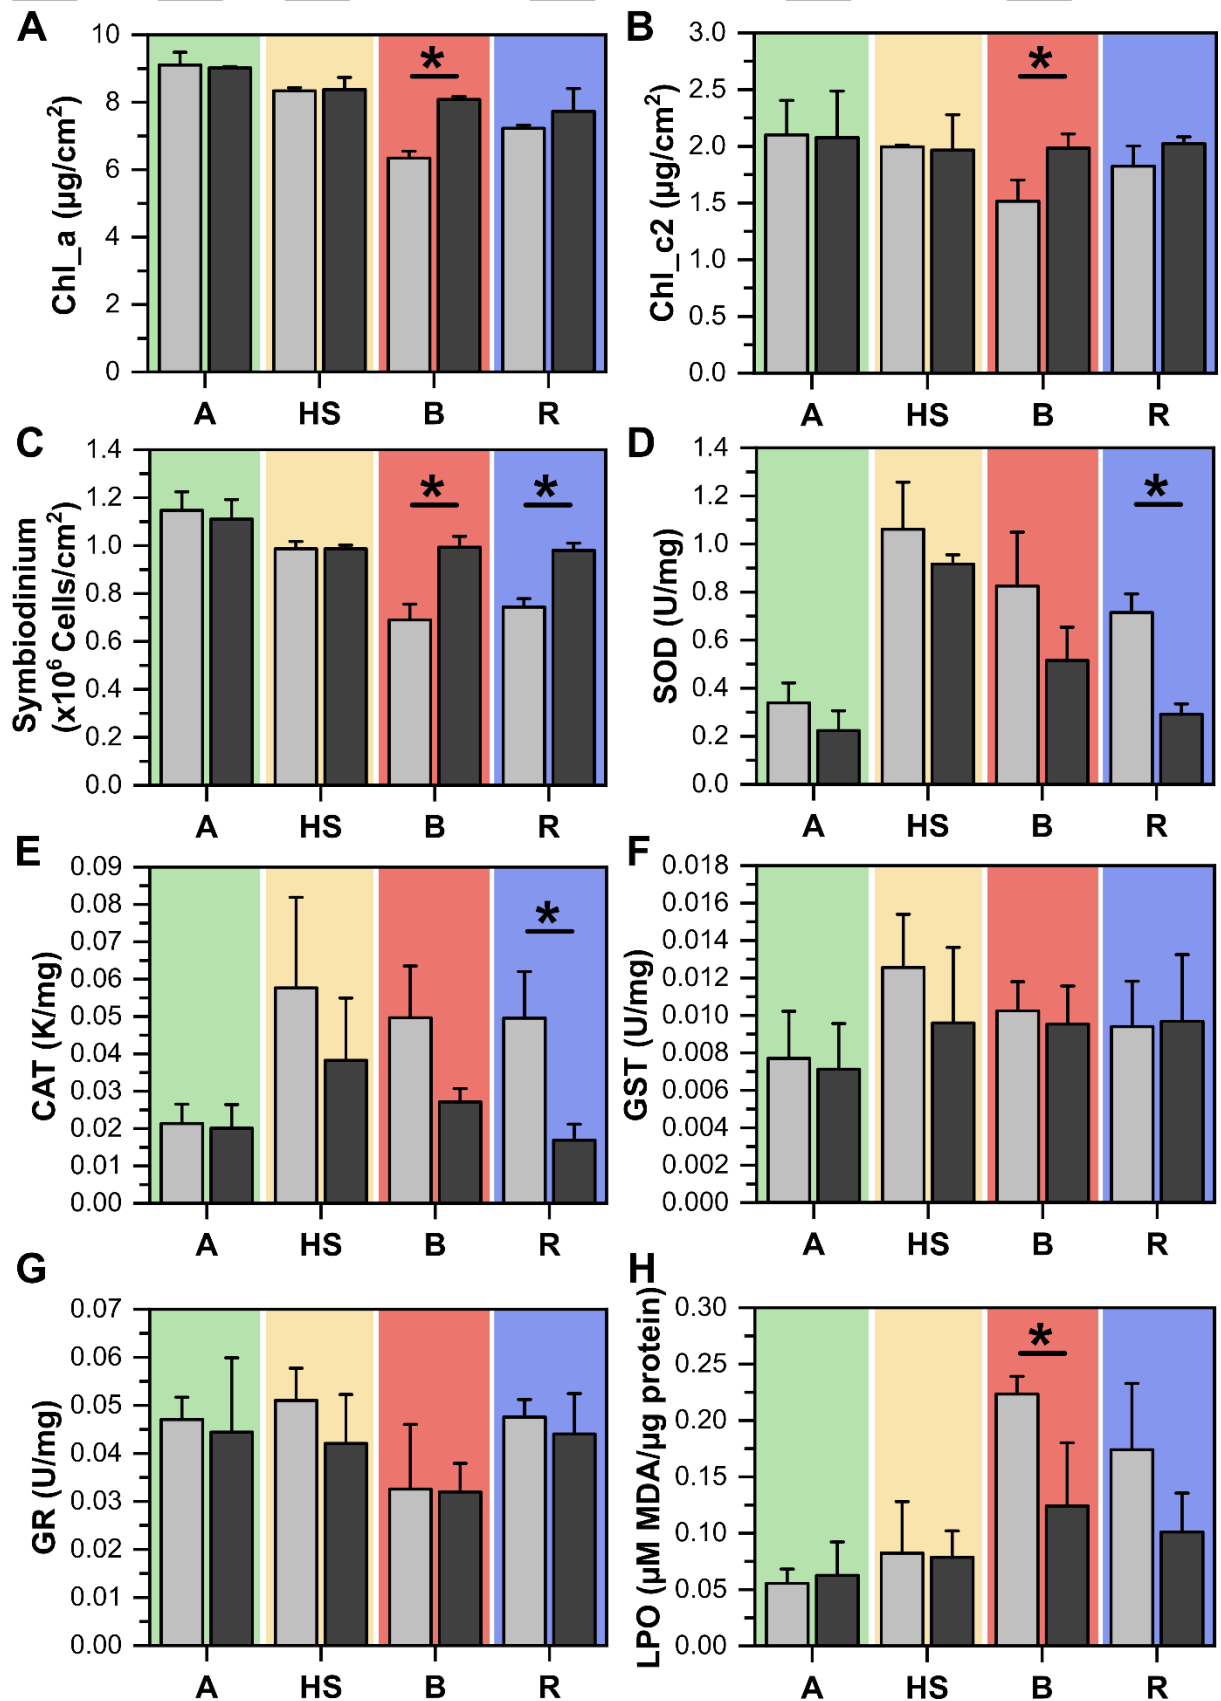 A
Chl_a (µg/cm²)
10
8
6
4
2
0
*
A HS B R
B
Chl_c2 (µg/cm²)
3.0
2.5
2.0
1.5
1.0
0.5
0.0
*
A HS B R
C
Symbiodinium
(x10⁶ Cells/cm²)
1.4
1.2
1.0
0.8
0.6
0.4
0.2
0.0
* *
A HS B R
D
SOD (U/mg)
1.4
1.2
1.0
0.8
0.6
0.4
0.2
0.0
*
A HS B R
E
CAT (K/mg)
0.09
0.08
0.07
0.06
0.05
0.04
0.03
0.02
0.01
0.00
*
A HS B R
F
GST (U/mg)
0.018
0.016
0.014
0.012
0.010
0.008
0.006
0.004
0.002
0.000
A HS B R
G
GR (U/mg)
0.07
0.06
0.05
0.04
0.03
0.02
0.01
0.00
A HS B R
H
LPO (µM MDA/µg protein)
0.30
0.25
0.20
0.15
0.10
0.05
0.00
*
A HS B R